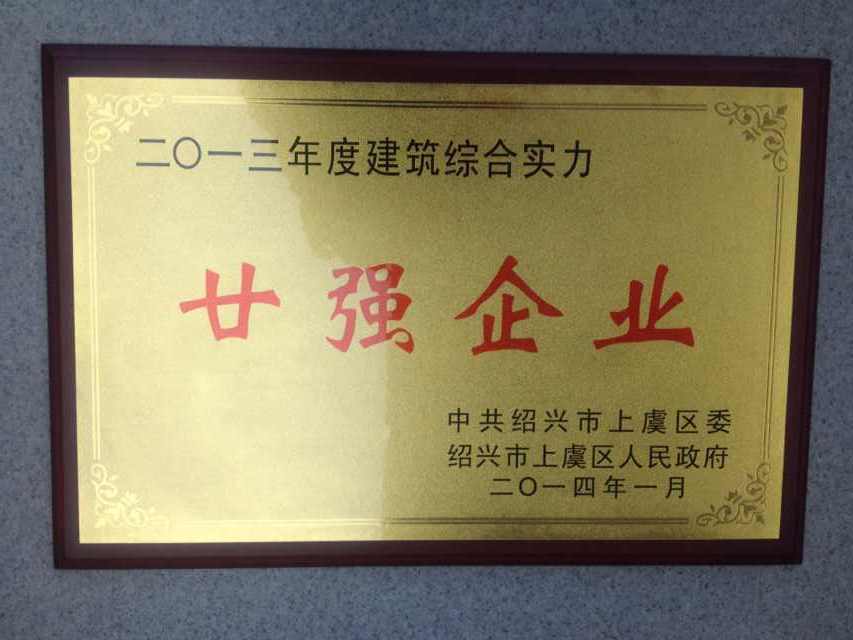 二〇一三年度建筑综合实力
廿强企业
中共绍兴市上虞区委
绍兴市上虞区人民政府
二〇一四年一月